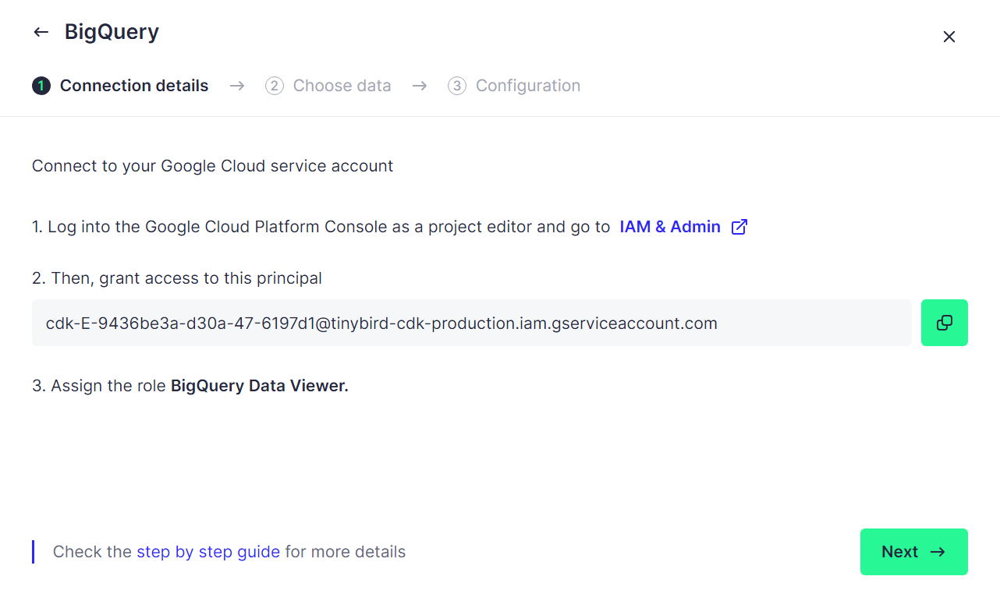 BigQuery
1 Connection details
2 Choose data
3 Configuration
Connect to your Google Cloud service account
1. Log into the Google Cloud Platform Console as a project editor and go to IAM & Admin
2. Then, grant access to this principal
cdk-E-9436be3a-d30a-47-6197d1@tinybird-cdk-production.iam.gserviceaccount.com
3. Assign the role BigQuery Data Viewer.
Check the step by step guide for more details
Next